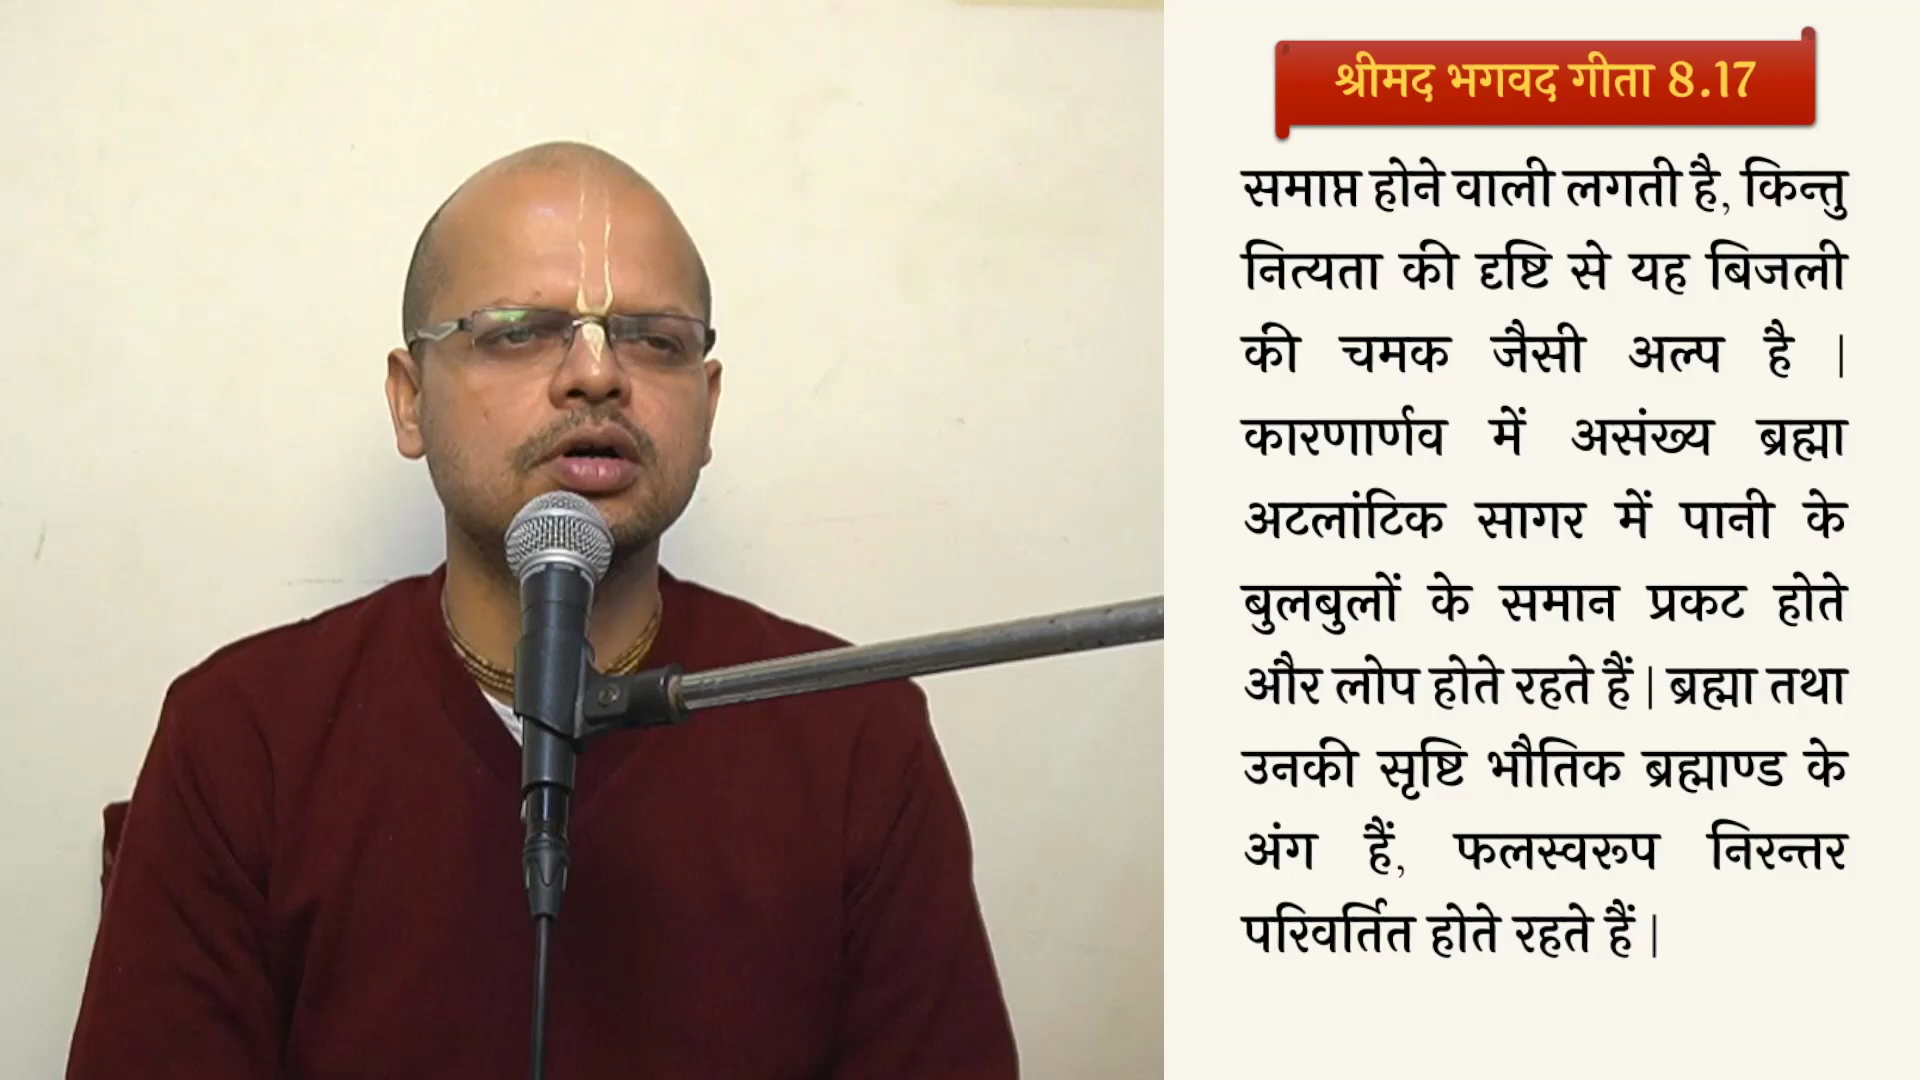 श्रीमद भगवद गीता 8.17
समाप्त होने वाली लगती है, किन्तु
नित्यता की दृष्टि से यह बिजली
की चमक जैसी अल्प है |
कारणार्णव में असंख्य ब्रह्मा
अटलांटिक सागर में पानी के
बुलबुलों के समान प्रकट होते
और लोप होते रहते हैं | ब्रह्मा तथा
उनकी सृष्टि भौतिक ब्रह्माण्ड के
अंग हैं, फलस्वरूप निरन्तर
परिवर्तित होते रहते हैं |